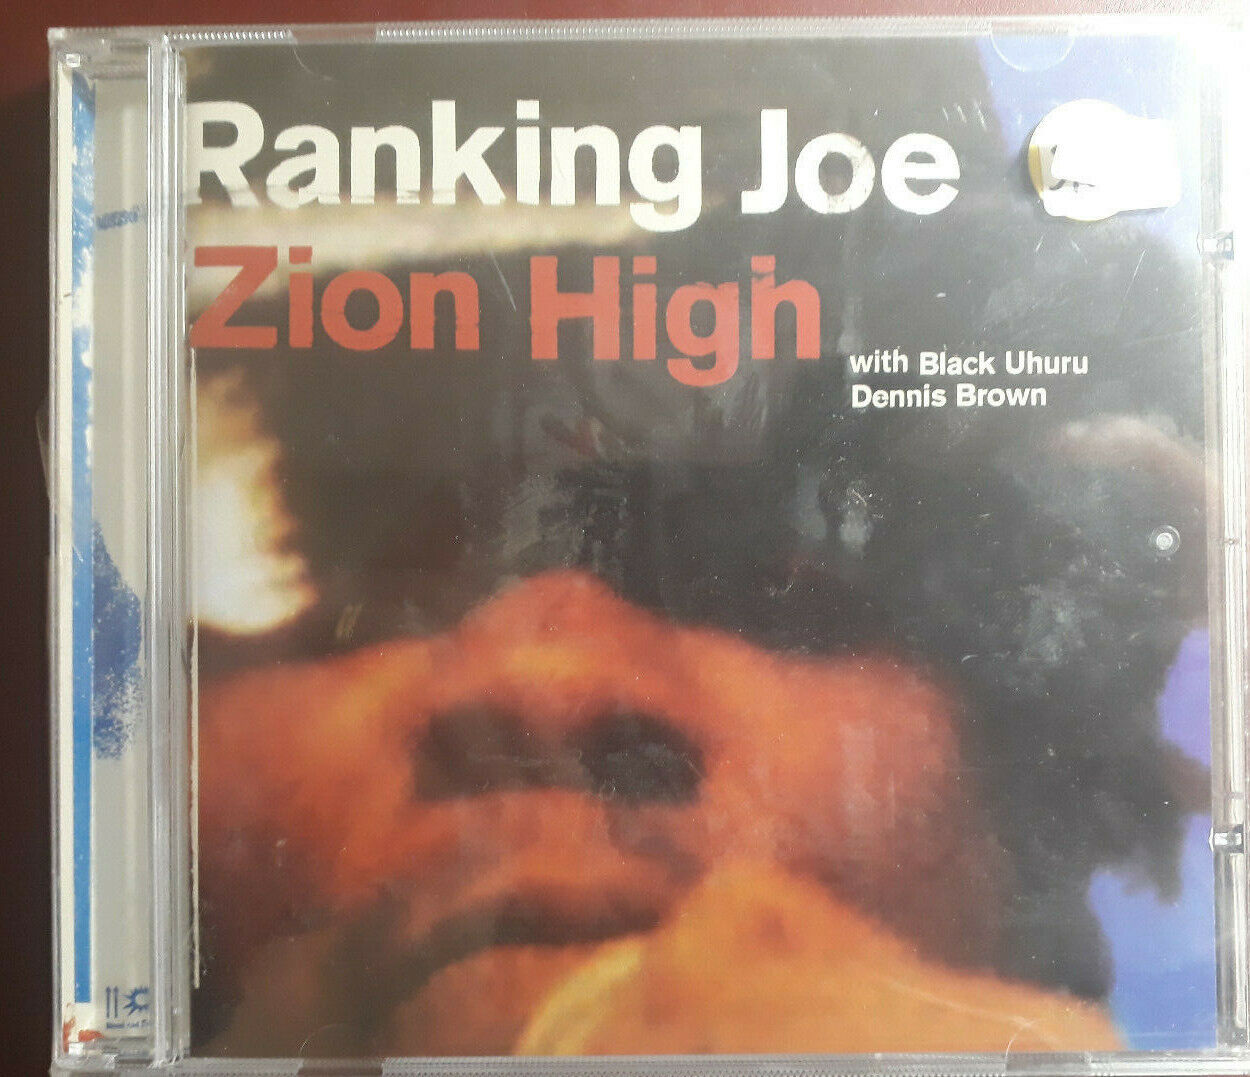 Ranking Joe
Zion High
with Black Uhuru
Dennis Brown